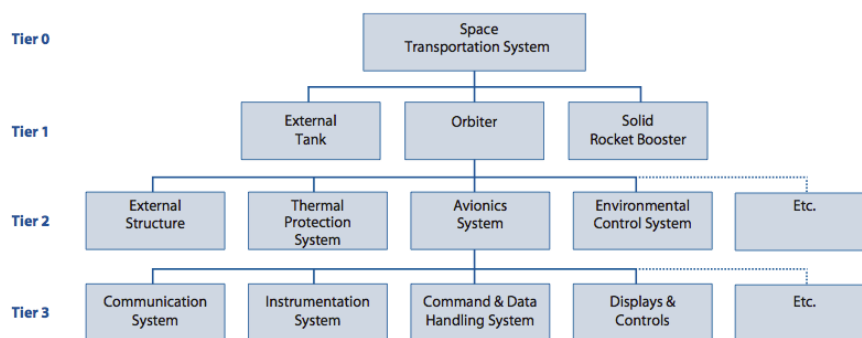 Tier 0
Space
Transportation System
Tier 1
External
Tank
Orbiter
Solid
Rocket Booster
Tier 2
External
Structure
Thermal
Protection
System
Avionics
System
Environmental
Control System
Etc.
Tier 3
Communication
System
Instrumentation
System
Command & Data
Handling System
Displays &
Controls
Etc.